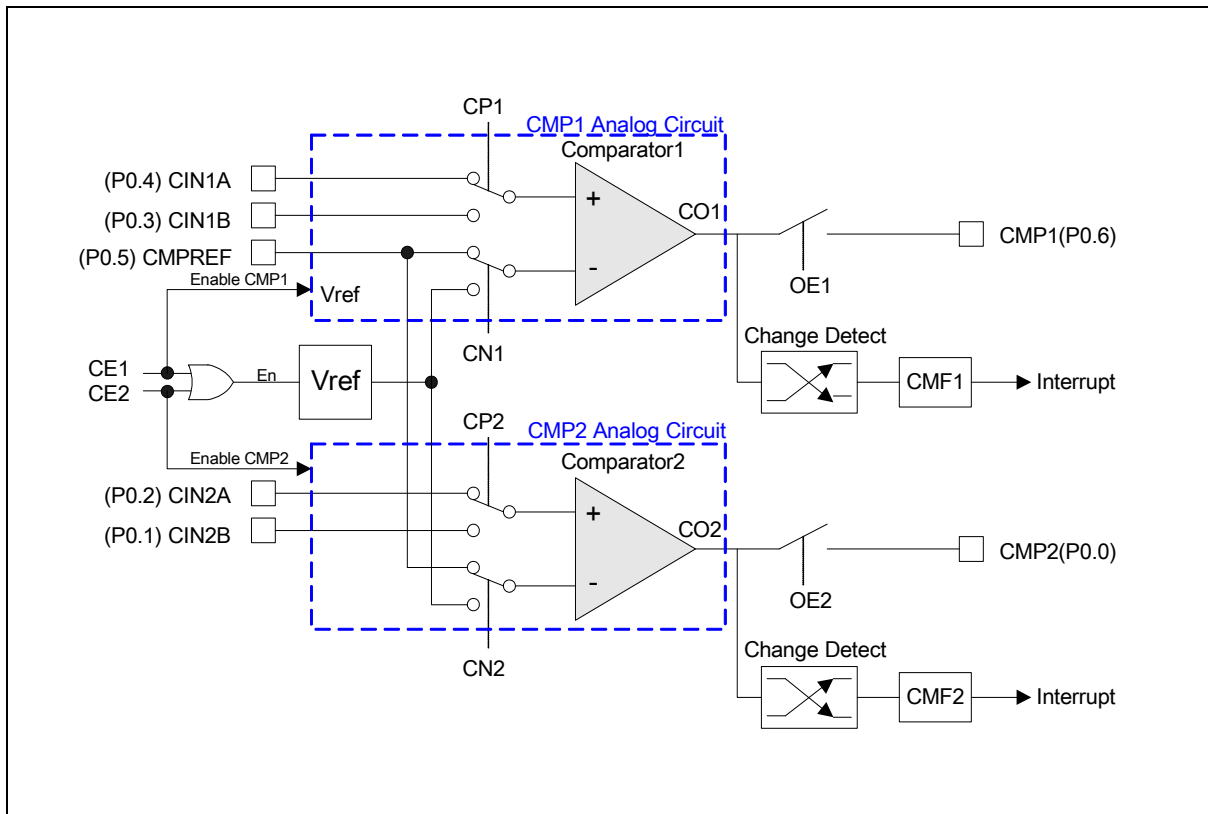 CP1
CMP1 Analog Circuit
Comparator1
(P0.4) CIN1A
+
CO1
(P0.3) CIN1B
CMP1(P0.6)
(P0.5) CMPREF
-
Enable CMP1
Vref
OE1
CN1
Change Detect
CE1
CE2
En
Vref
CMF1
Interrupt
CP2
CMP2 Analog Circuit
Enable CMP2
Comparator2
(P0.2) CIN2A
+
CO2
(P0.1) CIN2B
CMP2(P0.0)
-
OE2
CN2
Change Detect
CMF2
Interrupt